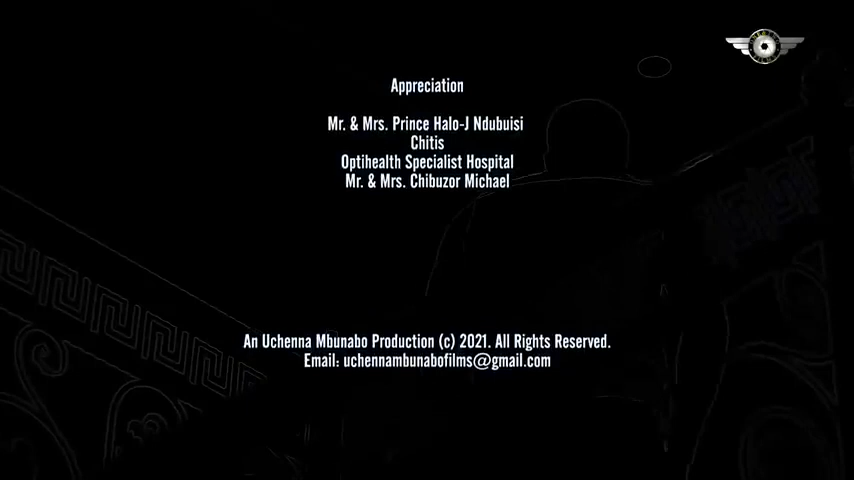 Appreciation
Mr. & Mrs. Prince Halo-J Ndubuisi
Chitis
Optihealth Specialist Hospital
Mr. & Mrs. Chibuzor Michael
An Uchenna Mbunabo Production (c) 2021. All Rights Reserved.
Email: uchennambunabofilms@gmail.com